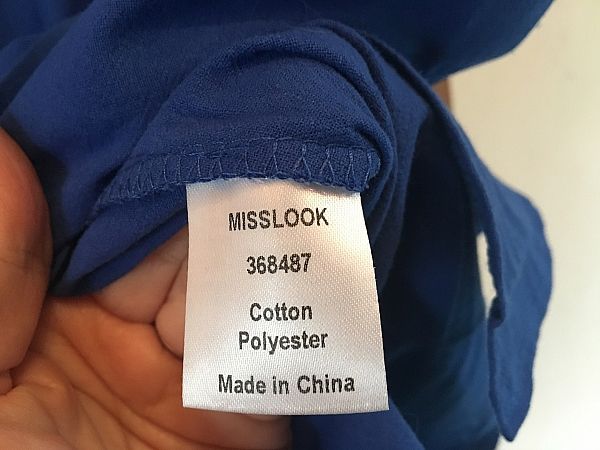 MISSLOOK
368487
Cotton
Polyester
Made in China